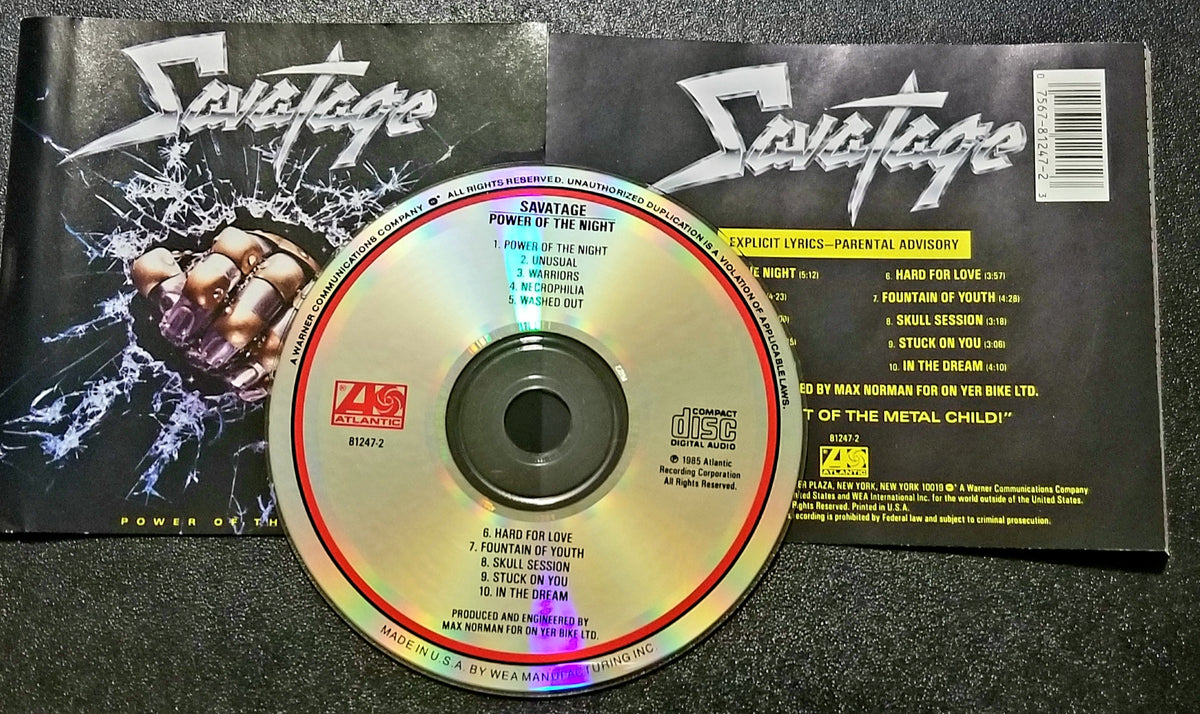 Savatage
POWER OF TH
A WARNER COMMUNICATIONS COMPANY ALL RIGHTS RESERVED. UNAUTHORIZED DUPLICATION IS A VIOLATION OF APPLICABLE LAWS.
SAVATAGE
POWER OF THE NIGHT
1. POWER OF THE NIGHT
2. UNUSUAL
3. WARRIORS
4. NECROPHILIA
5. WASHED OUT
® ATLANTIC
81247-2
COMPACT
disc
DIGITAL AUDIO
℗ 1985 Atlantic
Recording Corporation
All Rights Reserved.
6. HARD FOR LOVE
7. FOUNTAIN OF YOUTH
8. SKULL SESSION
9. STUCK ON YOU
10. IN THE DREAM
PRODUCED AND ENGINEERED BY
MAX NORMAN FOR ON YER BIKE LTD.
MADE IN U.S.A. BY WEA MANUFACTURING INC
Savatage
0 7567-81247-2 3
EXPLICIT LYRICS—PARENTAL ADVISORY
NIGHT (5:12)
6. HARD FOR LOVE (3:57)
7. FOUNTAIN OF YOUTH (4:28)
8. SKULL SESSION (3:18)
9. STUCK ON YOU (3:06)
10. IN THE DREAM (4:10)
ED BY MAX NORMAN FOR ON YER BIKE LTD.
T OF THE METAL CHILD!”
81247-2
ATLANTIC
ER PLAZA, NEW YORK, NEW YORK 10019 A Warner Communications Company
ited States and WEA International Inc. for the world outside of the United States.
ghts Reserved. Printed in U.S.A.
ecording is prohibited by Federal law and subject to criminal prosecution.